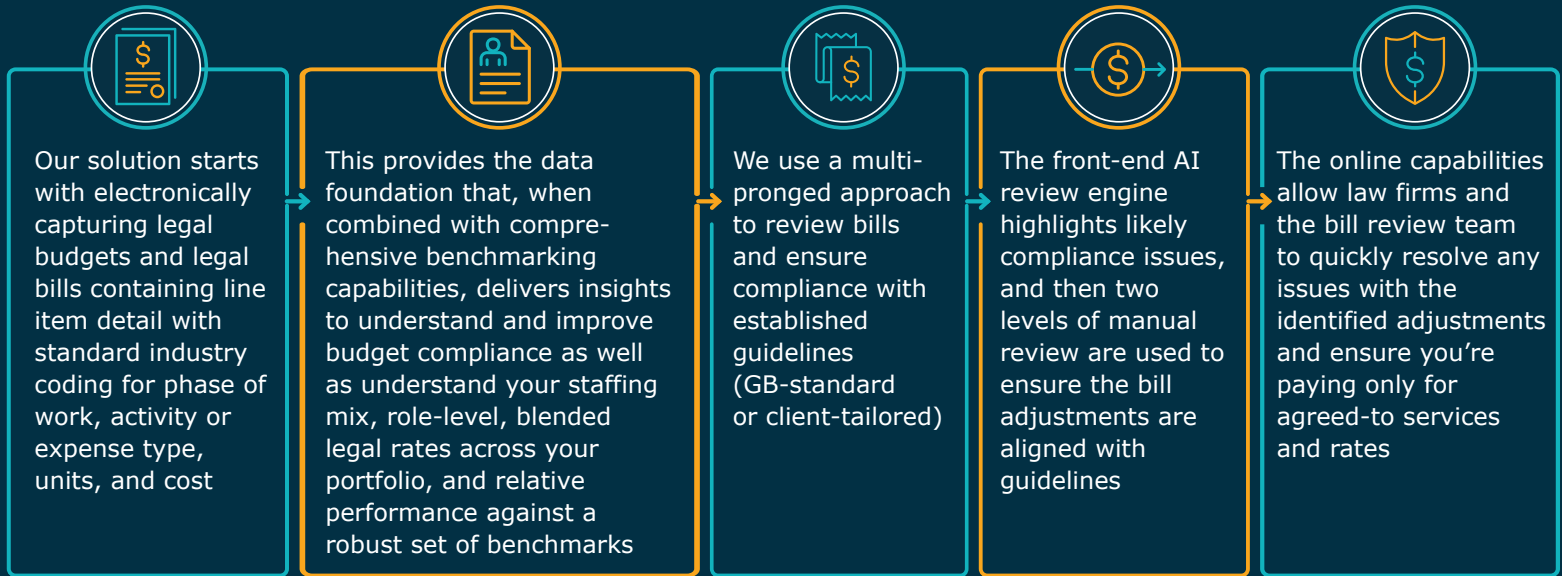 Our solution starts
with electronically
capturing legal
budgets and legal
bills containing line
item detail with
standard industry
coding for phase of
work, activity or
expense type,
units, and cost
This provides the data
foundation that, when
combined with compre-
hensive benchmarking
capabilities, delivers insights
to understand and improve
budget compliance as well
as understand your staffing
mix, role-level, blended
legal rates across your
portfolio, and relative
performance against a
robust set of benchmarks
We use a multi-
pronged approach
to review bills
and ensure
compliance with
established
guidelines
(GB-standard
or client-tailored)
The front-end AI
review engine
highlights likely
compliance issues,
and then two
levels of manual
review are used to
ensure the bill
adjustments are
aligned with
guidelines
The online capabilities
allow law firms and
the bill review team
to quickly resolve any
issues with the
identified adjustments
and ensure you're
paying only for
agreed-to services
and rates